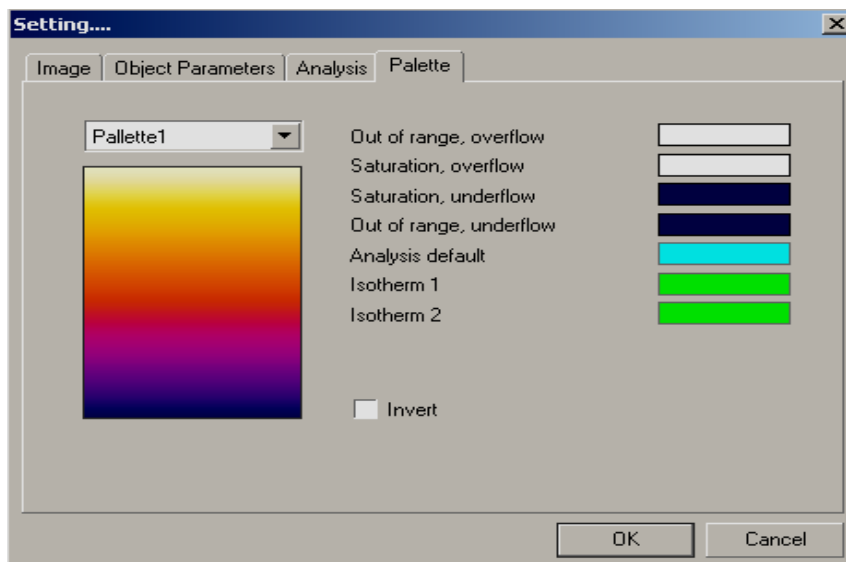 Setting....
Image
Object Parameters
Analysis
Palette
Pallette1
Out of range, overflow
Saturation, overflow
Saturation, underflow
Out of range, underflow
Analysis default
Isotherm 1
Isotherm 2
Invert
OK
Cancel